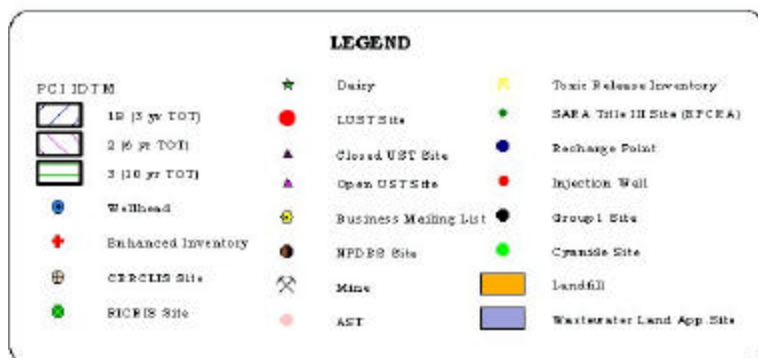 LEGEND
PCI IDTM
1B (3 yr TOT)
2 (6 yr TOT)
3 (10 yr TOT)
Wellhead
Enhanced Inventory
CERCLIS Site
RICRIS Site
Dairy
LUST Site
Closed UST Site
Open UST Site
Business Mailing List
NPDES Site
Mine
AST
Toxic Release Inventory
SARA Title III Site (EPCRA)
Recharge Point
Injection Well
Group1 Site
Cyanide Site
Landfill
Wastewater Land App. Site